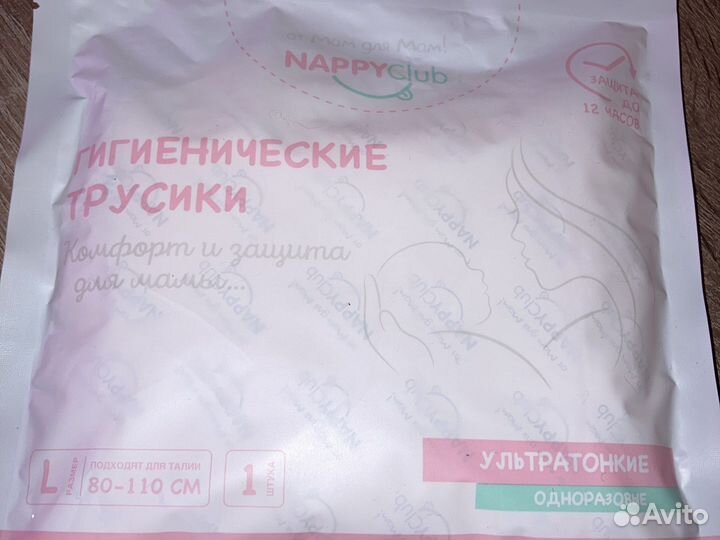 от мам для мам!
NAPPYClub
ЗАЩИТА
ДО
12 ЧАСОВ
ГИГИЕНИЧЕСКИЕ
ТРУСИКИ
Комфорт и защита
для мамы...
L
РАЗМЕР
ПОДХОДЯТ ДЛЯ ТАЛИИ
80-110 СМ
1
ШТУКА
УЛЬТРАТОНКИЕ
ОДНОРАЗОВЫЕ
Avito